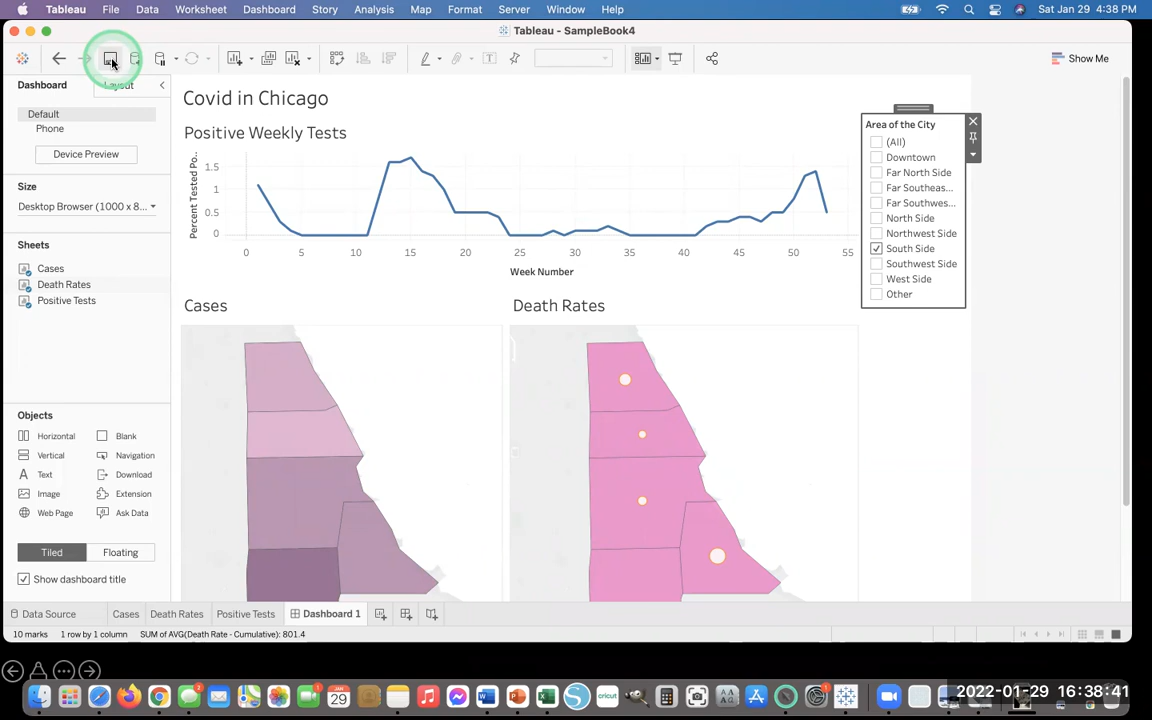 Tableau File Data Worksheet Dashboard Story Analysis Map Format Server Window Help Sat Jan 29 4:38 PM
Tableau - SampleBook4
Show Me
Dashboard Layout
Default
Phone
Device Preview
Size
Desktop Browser (1000 x 8...
Sheets
Cases
Death Rates
Positive Tests
Objects
Horizontal Blank
Vertical Navigation
Text Download
Image Extension
Web Page Ask Data
Tiled Floating
Show dashboard title
Covid in Chicago
Positive Weekly Tests
Percent Tested Po..
1.5
1
0.5
0
0 5 10 15 20 25 30 35 40 45 50 55
Week Number
Cases Death Rates
Area of the City
(All)
Downtown
Far North Side
Far Southeas...
Far Southwes...
North Side
Northwest Side
South Side
Southwest Side
West Side
Other
Data Source Cases Death Rates Positive Tests Dashboard 1
10 marks 1 row by 1 column SUM of AVG(Death Rate - Cumulative): 801.4
2022-01-29 16:38:41